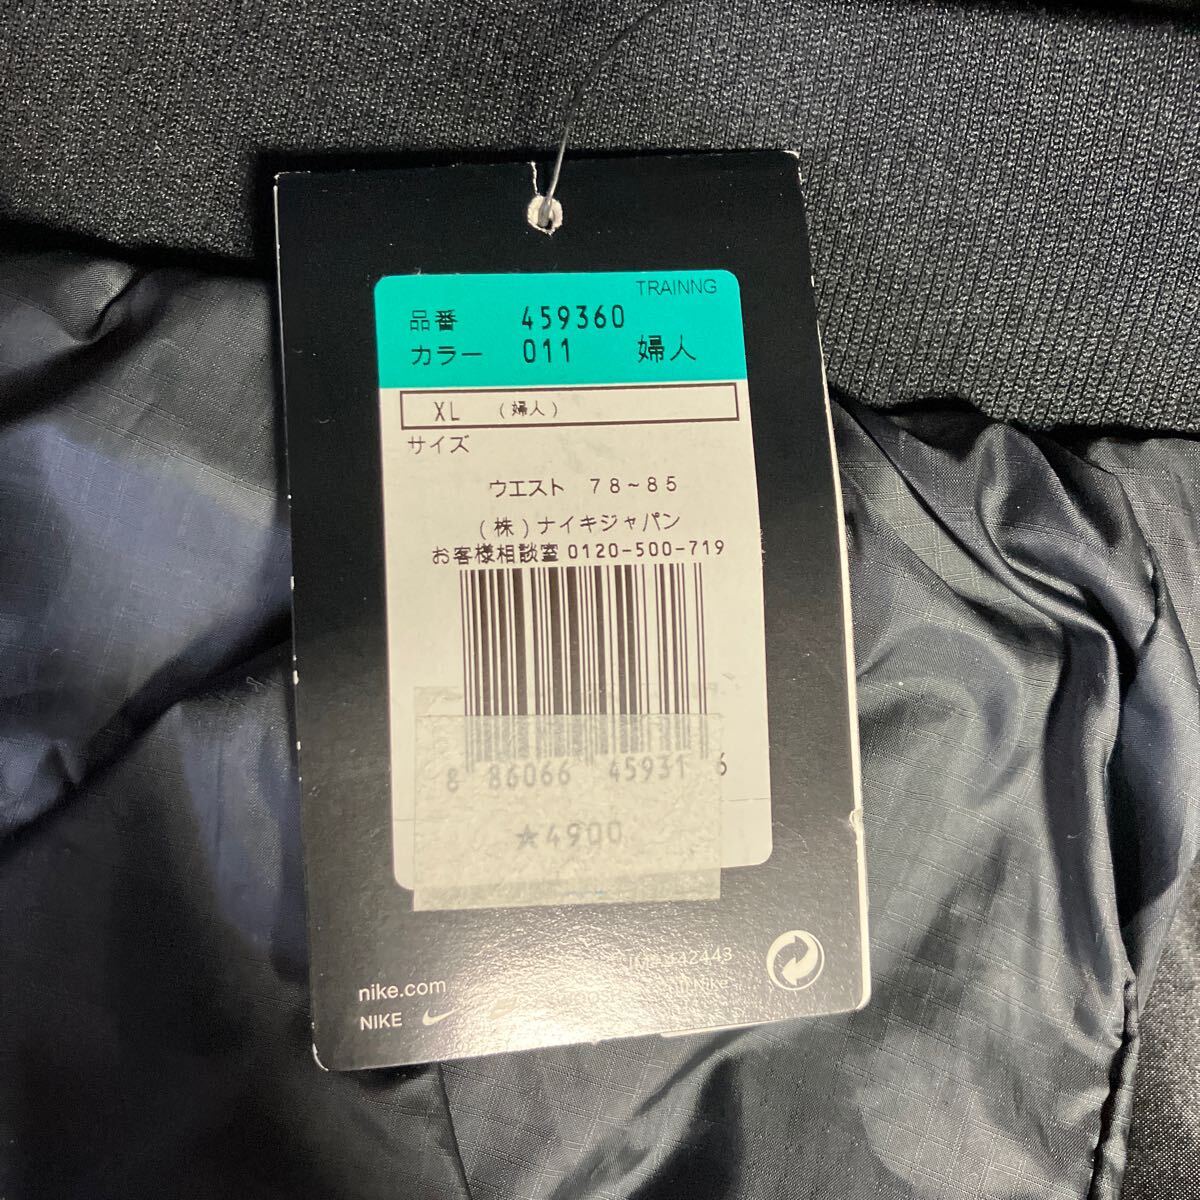 TRAINNG
品番 459360
カラー 011 婦人
XL (婦人)
サイズ
ウエスト 78~85
(株)ナイキジャパン
お客様相談室 0120-500-719
8 86066 45931 6
★4900
nike.com
NIKE
Nike